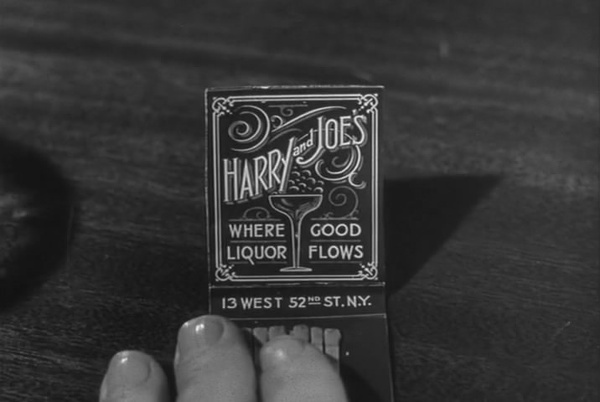 HARRY and JOE'S
WHERE GOOD
LIQUOR FLOWS
13 WEST 52ND ST. N.Y.